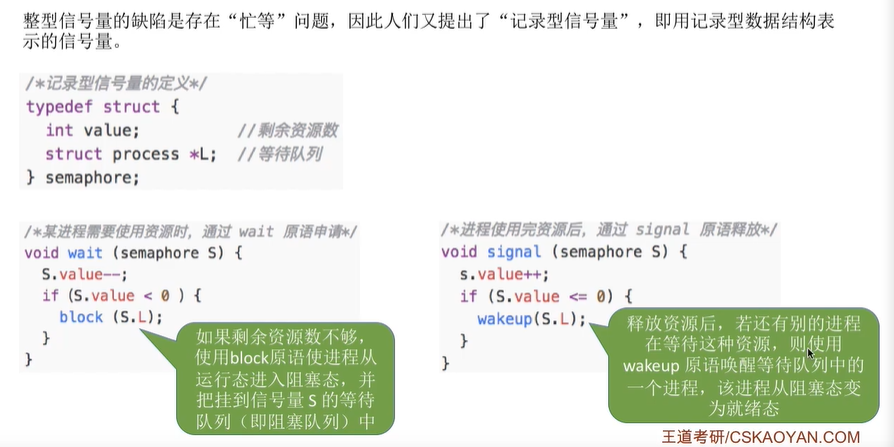 整型信号量的缺陷是存在“忙等”问题，因此人们又提出了“记录型信号量”，即用记录型数据结构表
示的信号量。
/*记录型信号量的定义*/
typedef struct {
int value; //剩余资源数
struct process *L; //等待队列
} semaphore;
/*某进程需要使用资源时，通过 wait 原语申请*/
void wait (semaphore S) {
S.value--;
if (S.value < 0 ) {
block (S.L);
}
}
如果剩余资源数不够，
使用block原语使进程从
运行态进入阻塞态，并
把挂到信号量 S 的等待
队列（即阻塞队列）中
/*进程使用完资源后，通过 signal 原语释放*/
void signal (semaphore S) {
s.value++;
if (S.value <= 0) {
wakeup(S.L);
}
}
释放资源后，若还有别的进程
在等待这种资源，则使用
wakeup 原语唤醒等待队列中的
一个进程，该进程从阻塞态变
为就绪态
王道考研/CSKAOYAN.COM